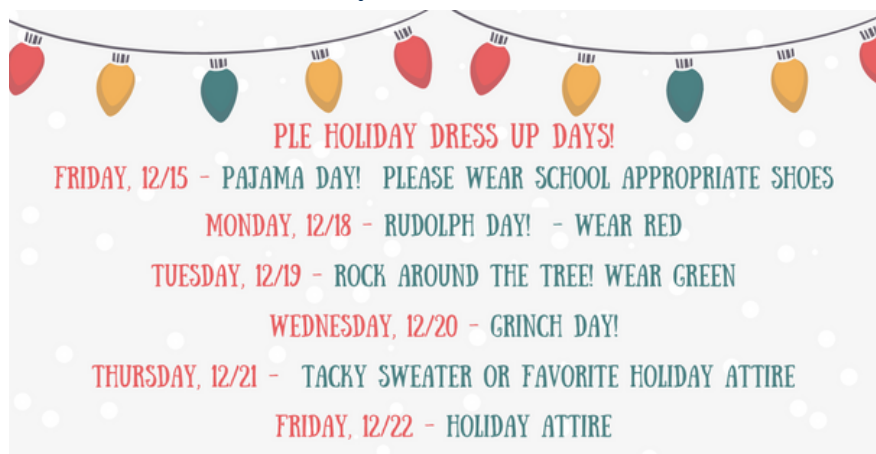 PLE HOLIDAY DRESS UP DAYS!
FRIDAY, 12/15 - PAJAMA DAY! PLEASE WEAR SCHOOL APPROPRIATE SHOES
MONDAY, 12/18 - RUDOLPH DAY! - WEAR RED
TUESDAY, 12/19 - ROCK AROUND THE TREE! WEAR GREEN
WEDNESDAY, 12/20 - GRINCH DAY!
THURSDAY, 12/21 - TACKY SWEATER OR FAVORITE HOLIDAY ATTIRE
FRIDAY, 12/22 - HOLIDAY ATTIRE